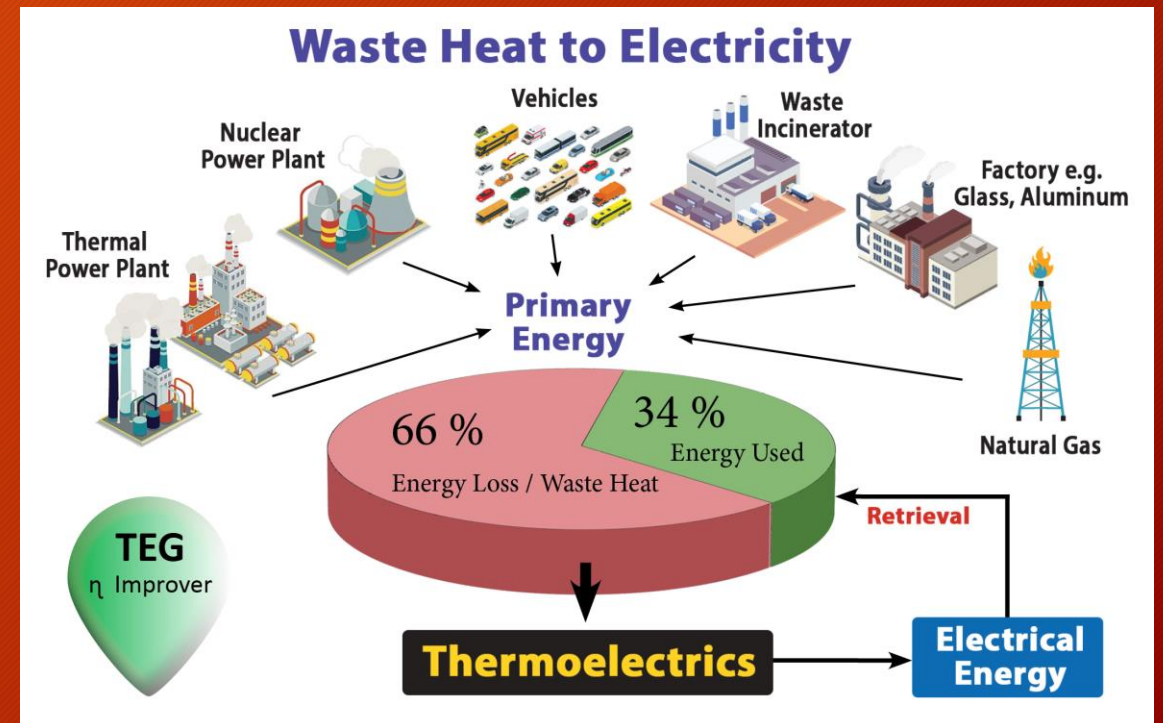 Waste Heat to Electricity
Vehicles
Waste
Incinerator
Nuclear
Power Plant
Factory e.g.
Glass, Aluminum
Thermal
Power Plant
Primary
Energy
66 %
Energy Loss / Waste Heat
34 %
Energy Used
Natural Gas
Retrieval
TEG
η Improver
Thermoelectrics
Electrical
Energy